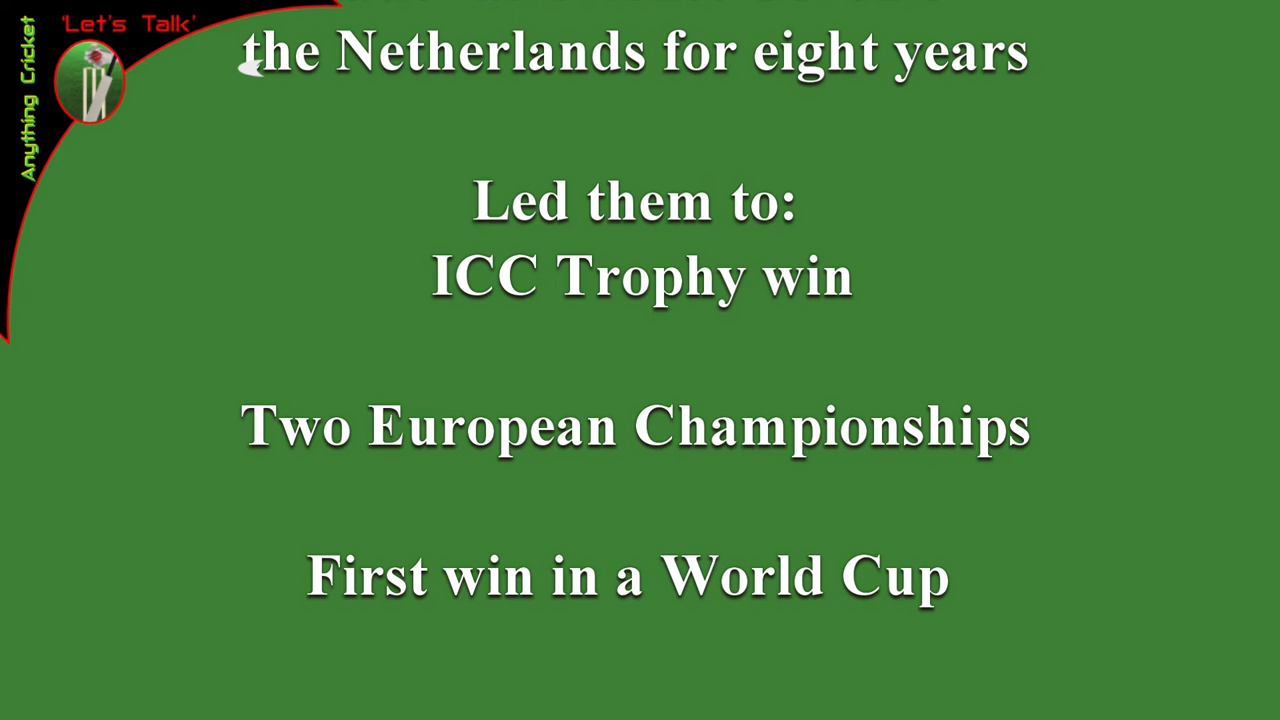 'Let's Talk'
Anything Cricket
the Netherlands for eight years
Led them to:
ICC Trophy win
Two European Championships
First win in a World Cup